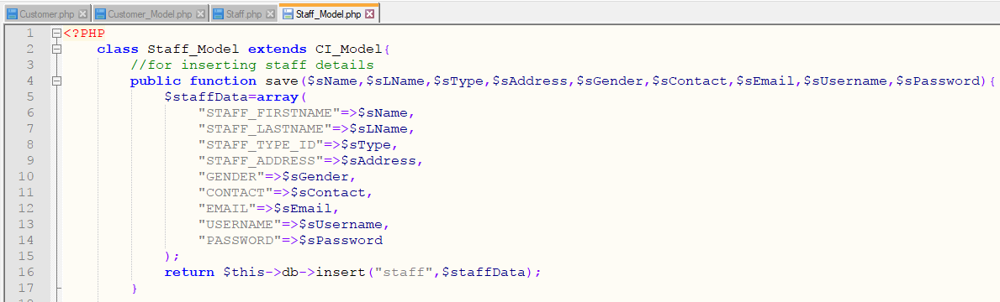 Customer.php Customer_Model.php Staff.php Staff_Model.php
1 <?PHP
2 class Staff_Model extends CI_Model{
3 //for inserting staff details
4 public function save($sName,$sLName,$sType,$sAddress,$sGender,$sContact,$sEmail,$sUsername,$sPassword){
5 $staffData=array(
6 "STAFF_FIRSTNAME"=>$sName,
7 "STAFF_LASTNAME"=>$sLName,
8 "STAFF_TYPE_ID"=>$sType,
9 "STAFF_ADDRESS"=>$sAddress,
10 "GENDER"=>$sGender,
11 "CONTACT"=>$sContact,
12 "EMAIL"=>$sEmail,
13 "USERNAME"=>$sUsername,
14 "PASSWORD"=>$sPassword
15 );
16 return $this->db->insert("staff",$staffData);
17 }